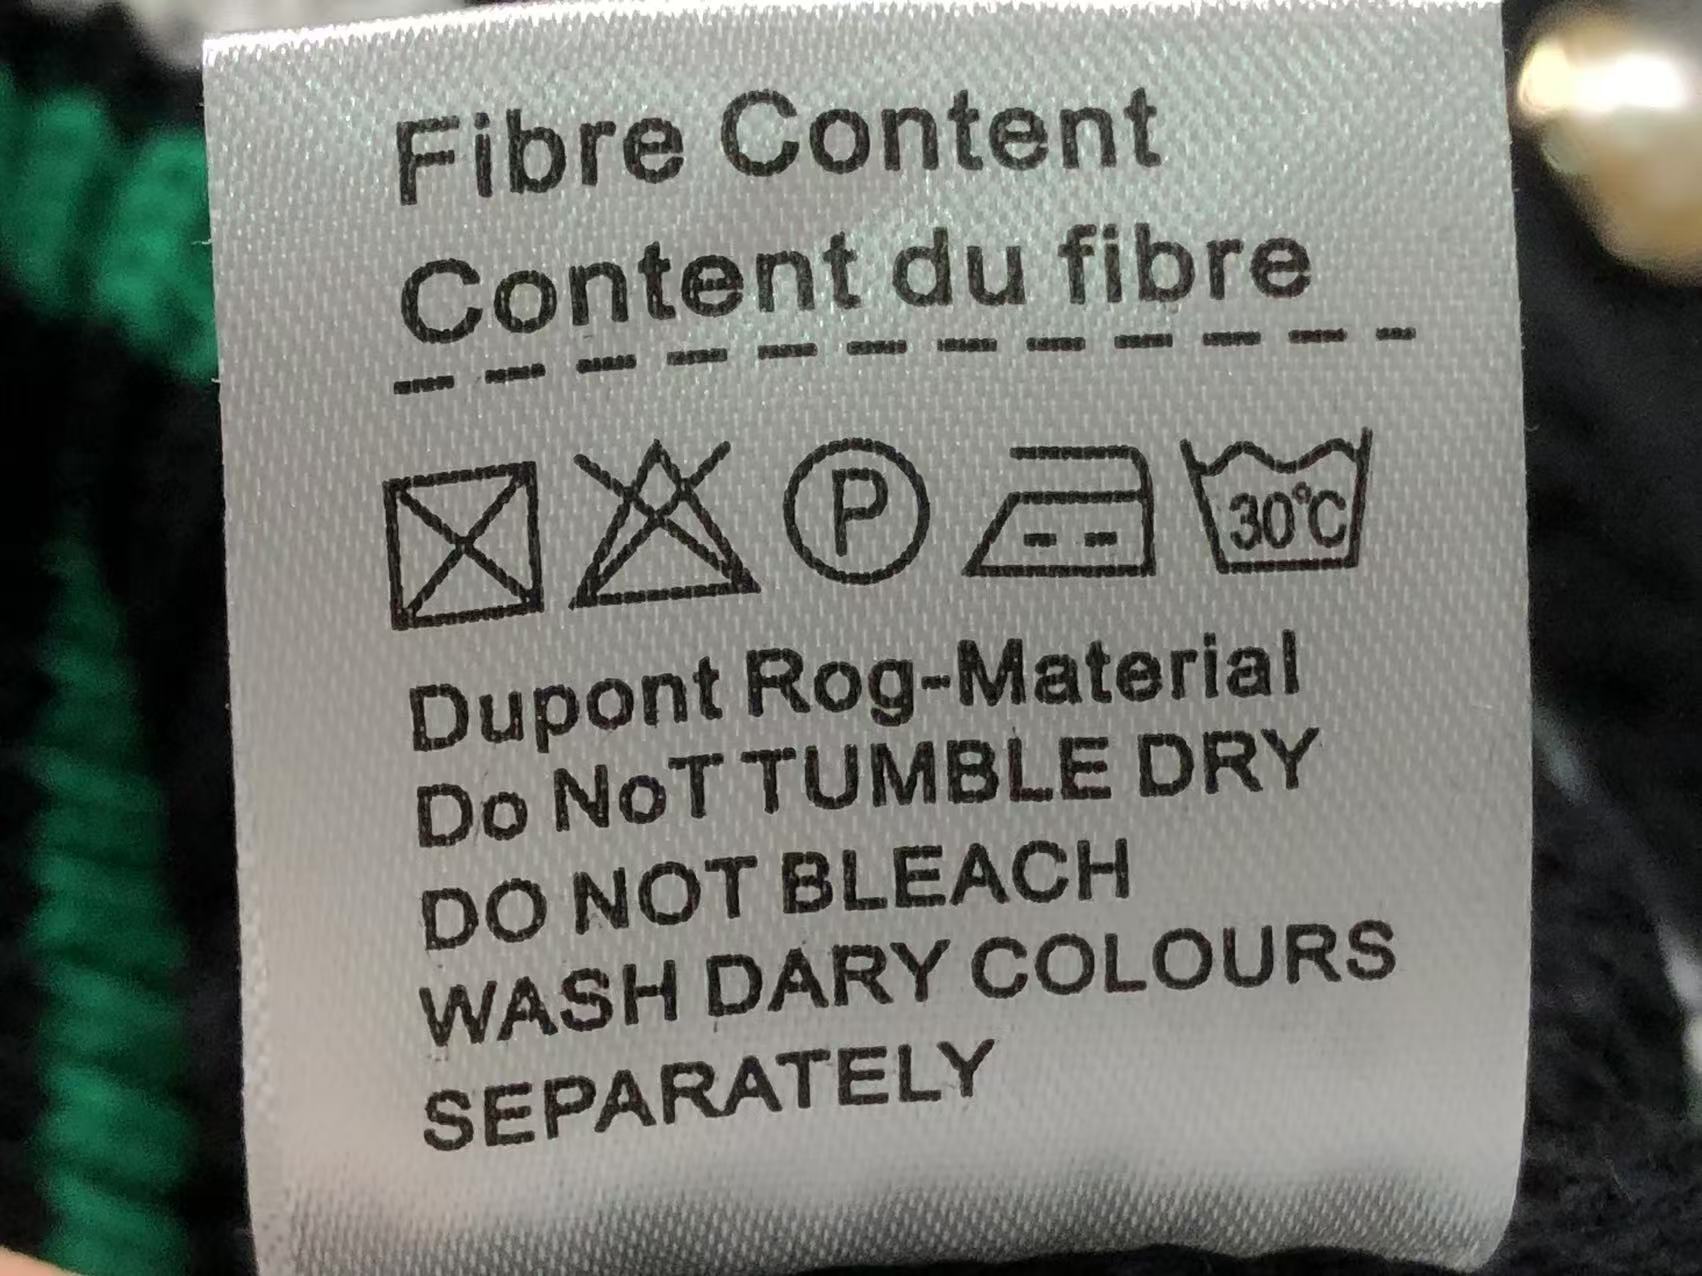 Fibre Content
Content du fibre
P
30°C
Dupont Rog-Material
Do NoT TUMBLE DRY
DO NOT BLEACH
WASH DARY COLOURS
SEPARATELY